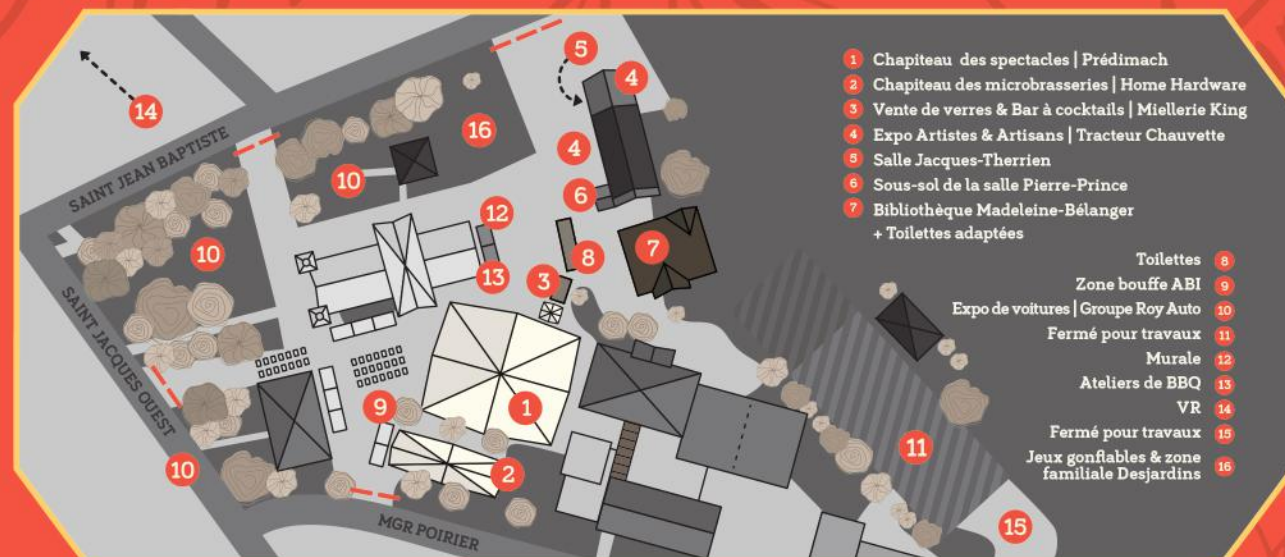 SAINT JEAN BAPTISTE
SAINT JACQUES OUEST
MGR POIRIER
14
5
4
16
4
10
6
12
10
7
8
13
3
9
1
11
2
10
15
1 Chapiteau des spectacles | Prédimach
2 Chapiteau des microbrasseries | Home Hardware
3 Vente de verres & Bar à cocktails | Miellerie King
4 Expo Artistes & Artisans | Tracteur Chauvette
5 Salle Jacques-Therrien
6 Sous-sol de la salle Pierre-Prince
7 Bibliothèque Madeleine-Bélanger
+ Toilettes adaptées
Toilettes 8
Zone bouffe ABI 9
Expo de voitures | Groupe Roy Auto 10
Fermé pour travaux 11
Murale 12
Ateliers de BBQ 13
VR 14
Fermé pour travaux 15
Jeux gonflables & zone
familiale Desjardins 16